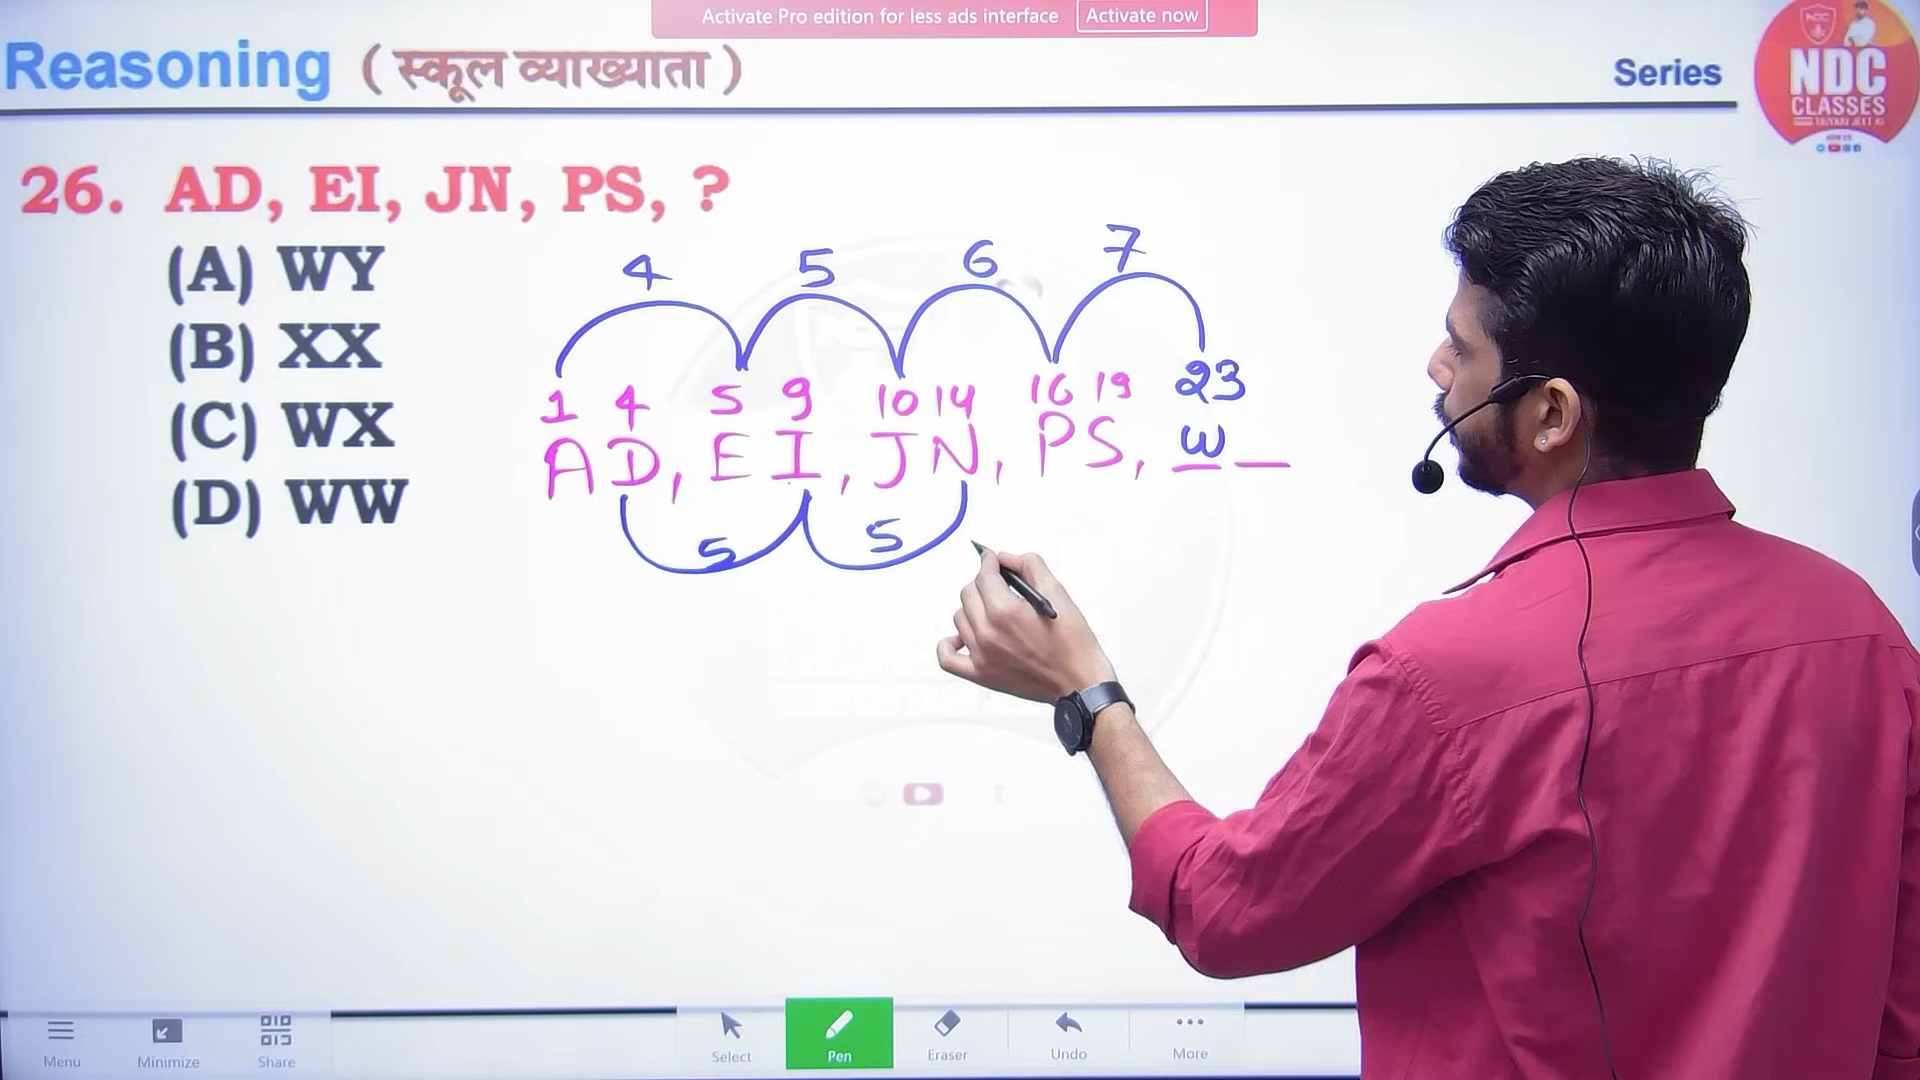 Activate Pro edition for less ads interface Activate now
Reasoning ( स्कूल व्याख्याता )
Series
NDC
CLASSES
26. AD, EI, JN, PS, ?
(A) WY
(B) XX
(C) WX
(D) WW
4 5 6 7
1 4 5 9 10 14 16 19 23
A D, E I, J N, P S, W _
5 5
Menu Minimize Share Select Pen Eraser Undo More